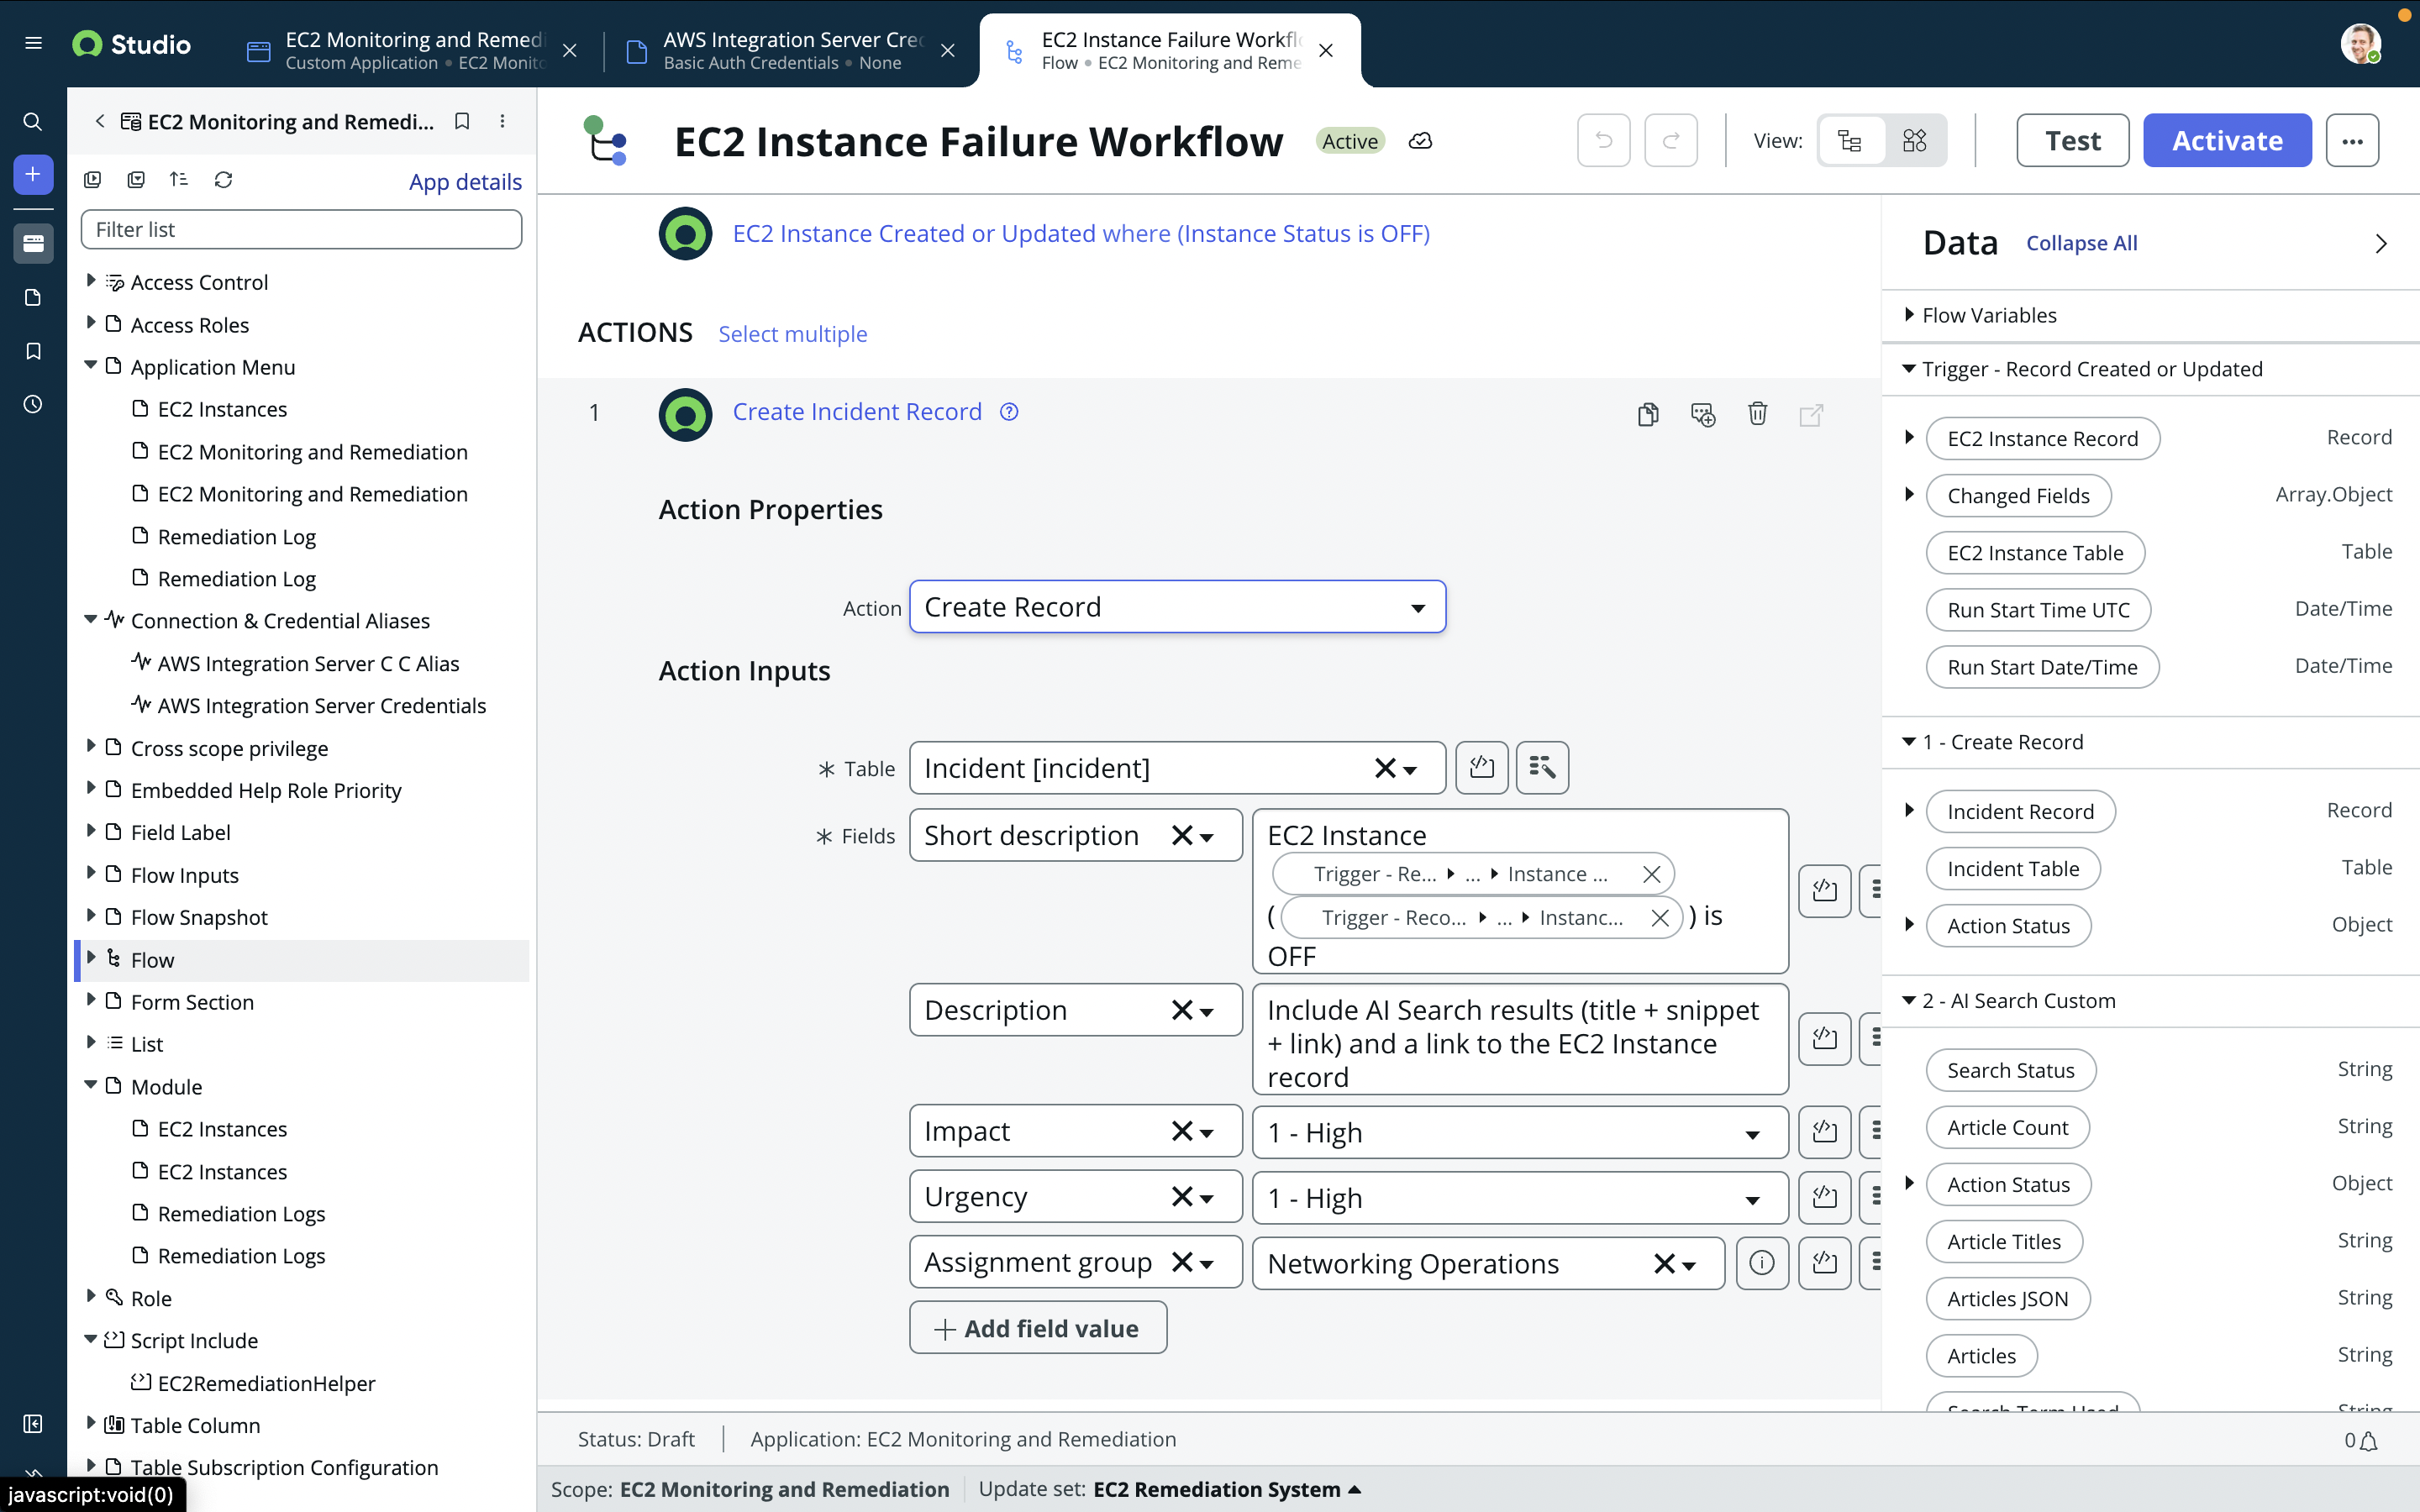 Studio
EC2 Monitoring and Remedi
Custom Application • EC2 Monito
AWS Integration Server Cre
Basic Auth Credentials • None
EC2 Instance Failure Workfl
Flow • EC2 Monitoring and Reme
EC2 Monitoring and Remedi...
App details
Filter list
Access Control
Access Roles
Application Menu
EC2 Instances
EC2 Monitoring and Remediation
EC2 Monitoring and Remediation
Remediation Log
Remediation Log
Connection & Credential Aliases
AWS Integration Server C C Alias
AWS Integration Server Credentials
Cross scope privilege
Embedded Help Role Priority
Field Label
Flow Inputs
Flow Snapshot
Flow
Form Section
List
Module
EC2 Instances
EC2 Instances
Remediation Logs
Remediation Logs
Role
Script Include
EC2RemediationHelper
Table Column
Table Subscription Configuration
javascript:void(0)
EC2 Instance Failure Workflow
Active
View:
Test
Activate
EC2 Instance Created or Updated where (Instance Status is OFF)
ACTIONS Select multiple
1 Create Incident Record
Action Properties
Action Create Record
Action Inputs
Table Incident [incident]
Fields Short description
EC2 Instance
Trigger - Re... ... Instance ...
( Trigger - Reco... ... Instanc... ) is
OFF
Description
Include AI Search results (title + snippet
+ link) and a link to the EC2 Instance
record
Impact 1 - High
Urgency 1 - High
Assignment group Networking Operations
+ Add field value
Data Collapse All
Flow Variables
Trigger - Record Created or Updated
EC2 Instance Record Record
Changed Fields Array.Object
EC2 Instance Table Table
Run Start Time UTC Date/Time
Run Start Date/Time Date/Time
1 - Create Record
Incident Record Record
Incident Table Table
Action Status Object
2 - AI Search Custom
Search Status String
Article Count String
Action Status Object
Article Titles String
Articles JSON String
Articles String
Search Term Used String
Status: Draft Application: EC2 Monitoring and Remediation 0
Scope: EC2 Monitoring and Remediation Update set: EC2 Remediation System